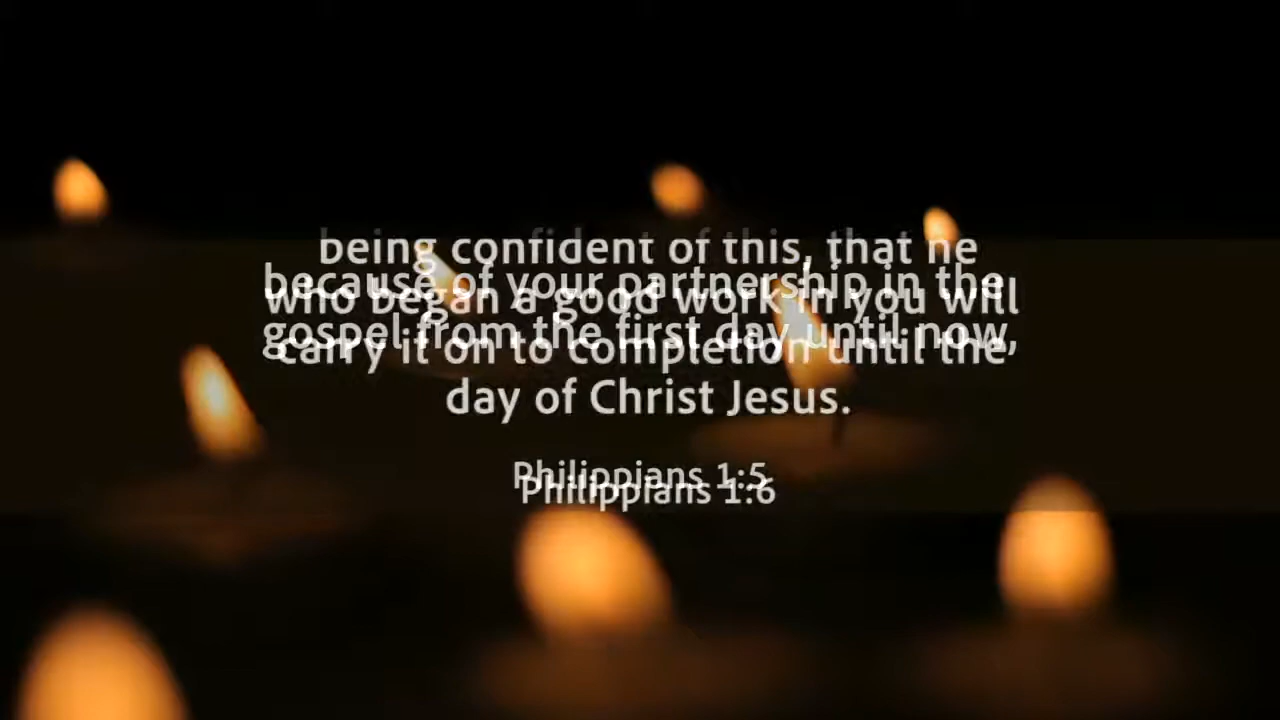 because of your partnership in the
gospel from the first day until now,
Philippians 1:5
being confident of this, that he
who began a good work in you will
carry it on to completion until the
day of Christ Jesus.
Philippians 1:6